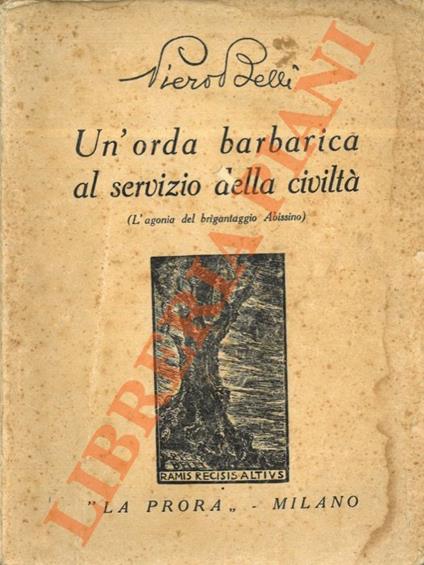 Piero Belli
Un'orda barbarica
al servizio della civiltà
(L'agonia del brigantaggio Abissino)
RAMIS RECISIS ALTIVS
"LA PRORA„ - MILANO
LIBRERIA PIANI